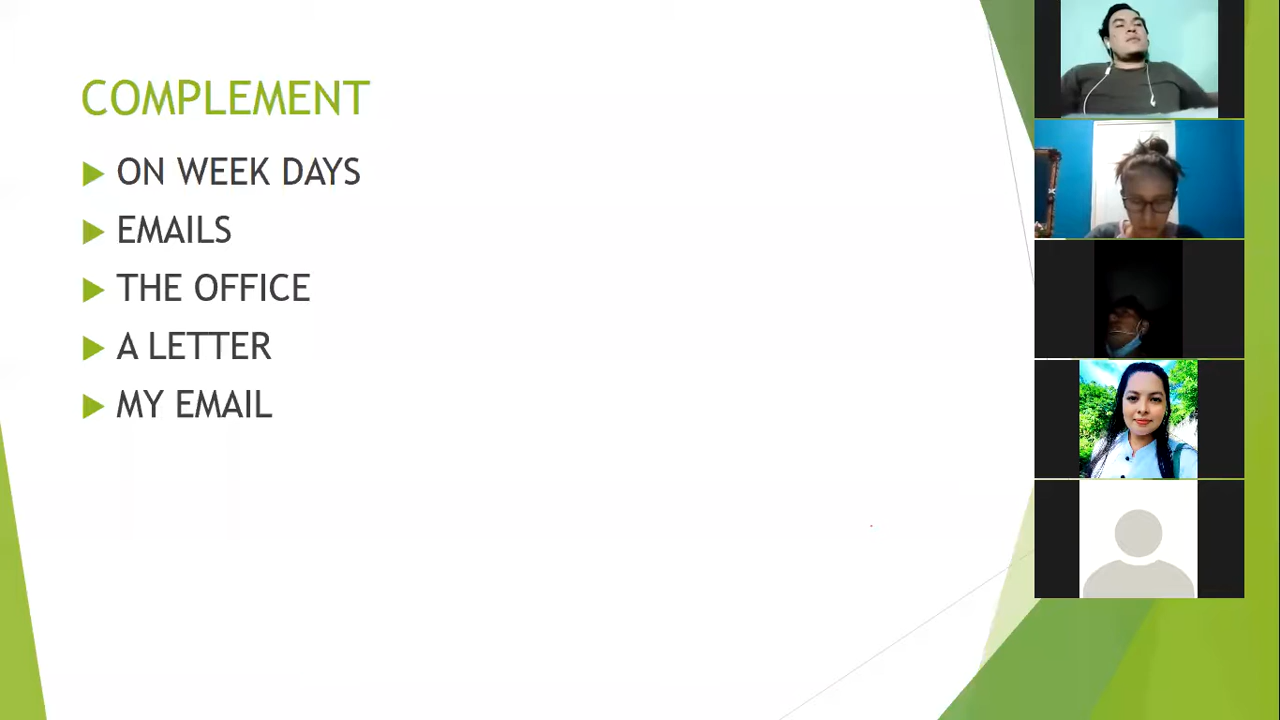 COMPLEMENT
ON WEEK DAYS
EMAILS
THE OFFICE
A LETTER
MY EMAIL